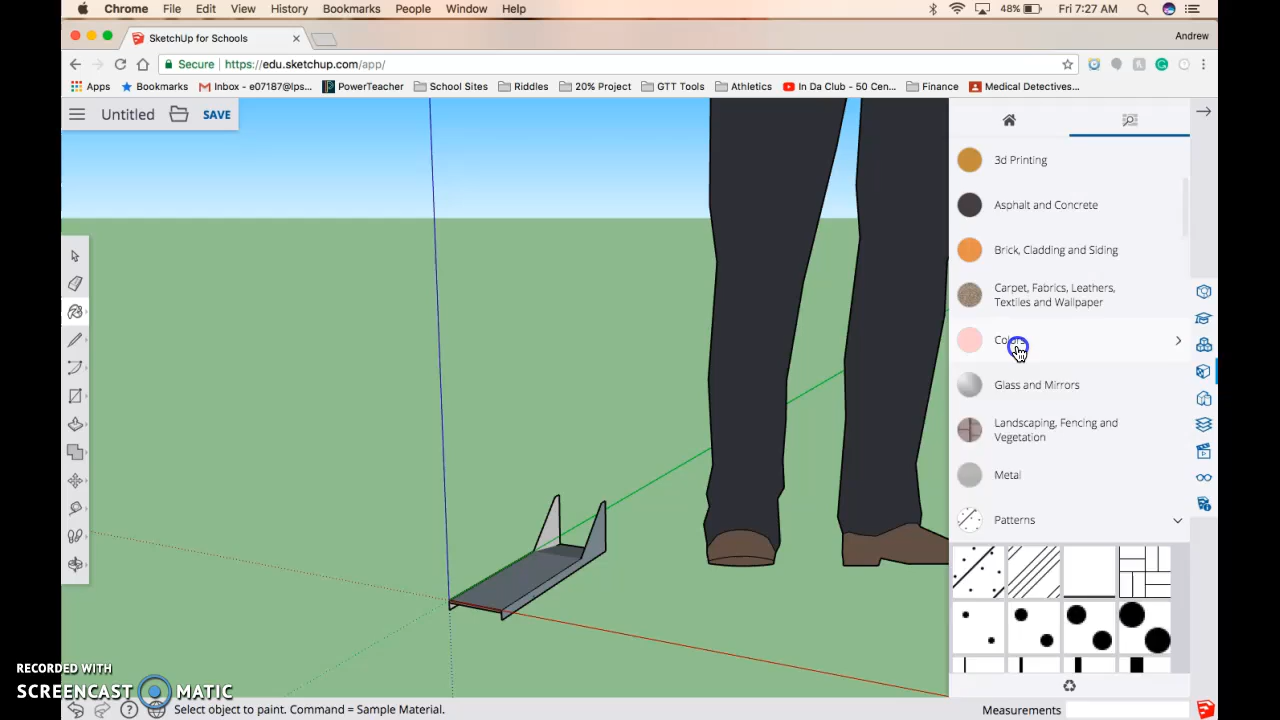 Chrome File Edit View History Bookmarks People Window Help 48% Fri 7:27 AM
SketchUp for Schools Andrew
Secure https://edu.sketchup.com/app/
Apps Bookmarks Inbox - e07187@lps... PowerTeacher School Sites Riddles 20% Project GTT Tools Athletics In Da Club - 50 Cen... Finance Medical Detectives...
Untitled SAVE
3d Printing
Asphalt and Concrete
Brick, Cladding and Siding
Carpet, Fabrics, Leathers,
Textiles and Wallpaper
Glass and Mirrors
Landscaping, Fencing and
Vegetation
Metal
Patterns
RECORDED WITH
SCREENCAST MATIC
Select object to paint. Command = Sample Material.
Measurements